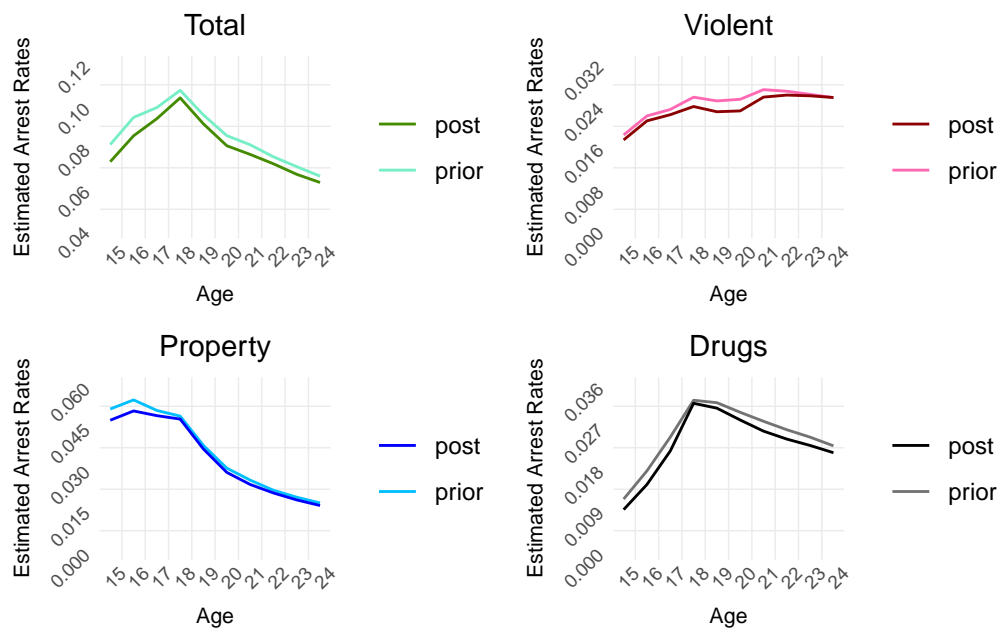 Total
Estimated Arrest Rates
0.12
0.10
0.08
0.06
0.04
15 16 17 18 19 20 21 22 23 24
Age
post
prior
Violent
Estimated Arrest Rates
0.032
0.024
0.016
0.008
0.000
15 16 17 18 19 20 21 22 23 24
Age
post
prior
Property
Estimated Arrest Rates
0.060
0.045
0.030
0.015
0.000
15 16 17 18 19 20 21 22 23 24
Age
post
prior
Drugs
Estimated Arrest Rates
0.036
0.027
0.018
0.009
0.000
15 16 17 18 19 20 21 22 23 24
Age
post
prior